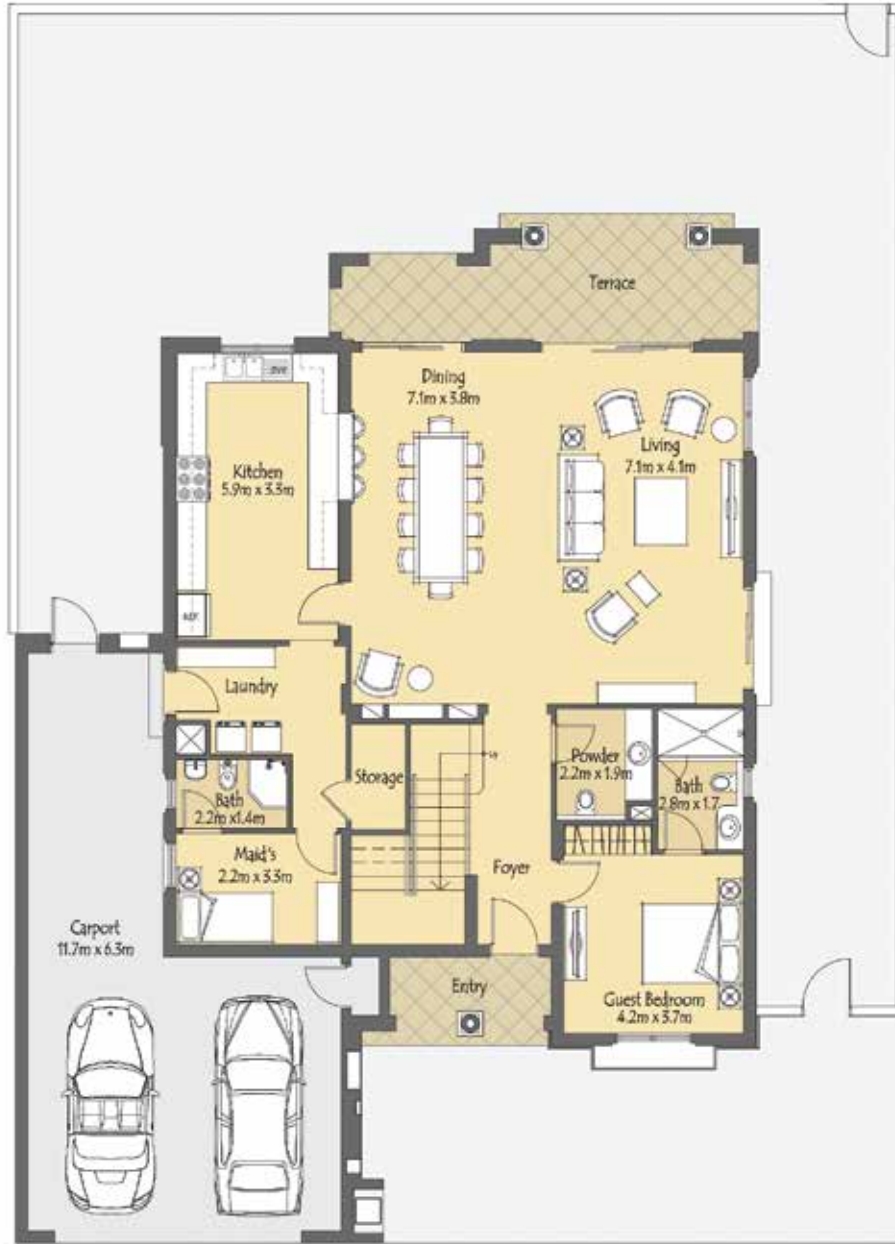 Terrace
Dining
7.1m x 3.8m
Living
7.1m x 4.1m
Kitchen
5.9m x 3.3m
REF.
Laundry
Storage
Powder
2.2m x 1.9m
Bath
2.8m x 1.7
Bath
2.2m x1.4m
Maid's
2.2m x 3.3m
Foyer
Carport
11.7m x 6.3m
Entry
Guest Bedroom
4.2m x 3.7m